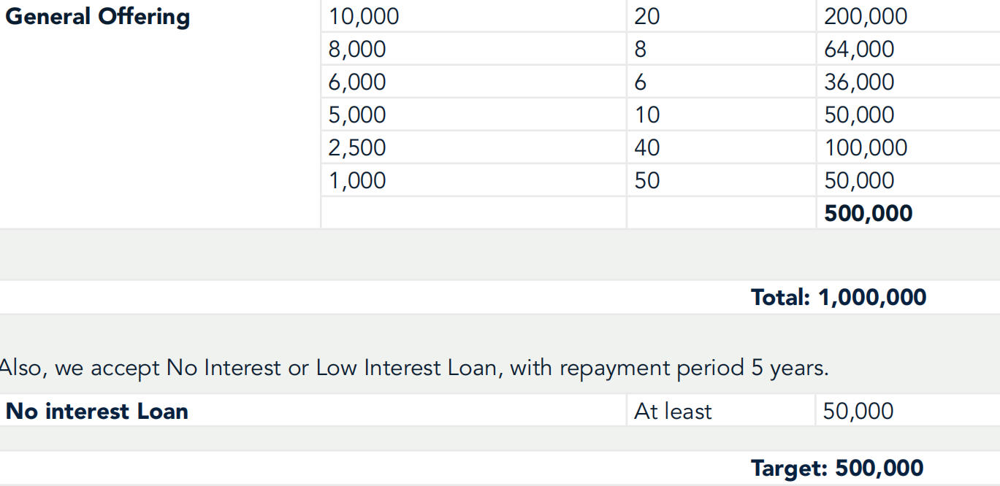 General Offering 10,000 20 200,000
8,000 8 64,000
6,000 6 36,000
5,000 10 50,000
2,500 40 100,000
1,000 50 50,000
500,000
Total: 1,000,000
Also, we accept No Interest or Low Interest Loan, with repayment period 5 years.
No interest Loan At least 50,000
Target: 500,000